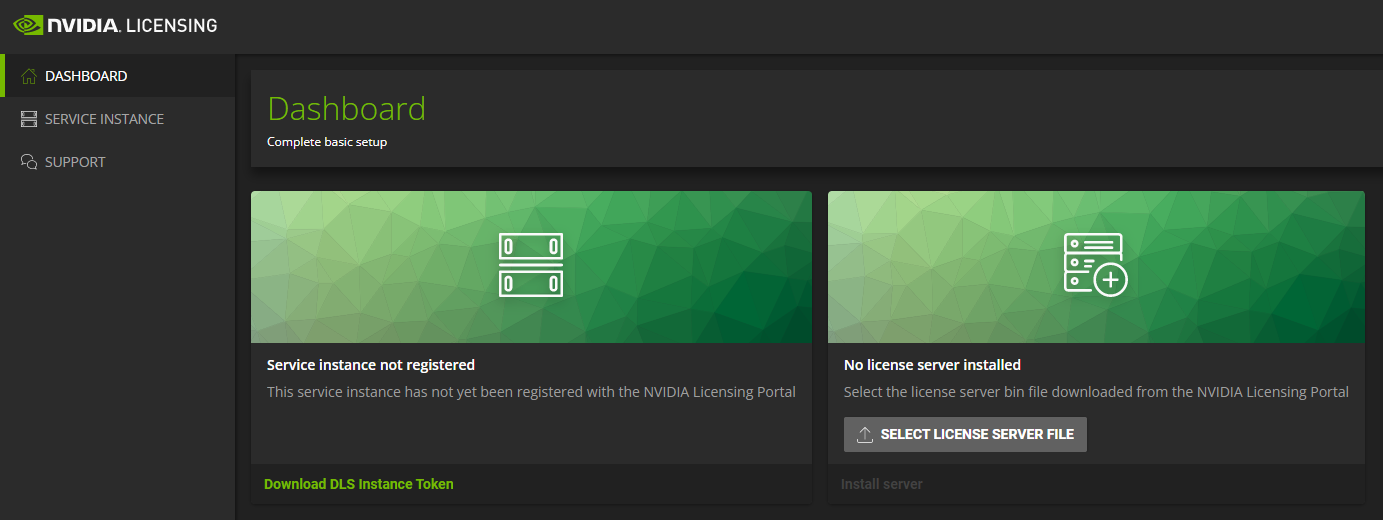 NVIDIA. LICENSING
DASHBOARD
SERVICE INSTANCE
SUPPORT
Dashboard
Complete basic setup
Service instance not registered
This service instance has not yet been registered with the NVIDIA Licensing Portal
Download DLS Instance Token
No license server installed
Select the license server bin file downloaded from the NVIDIA Licensing Portal
SELECT LICENSE SERVER FILE
Install server